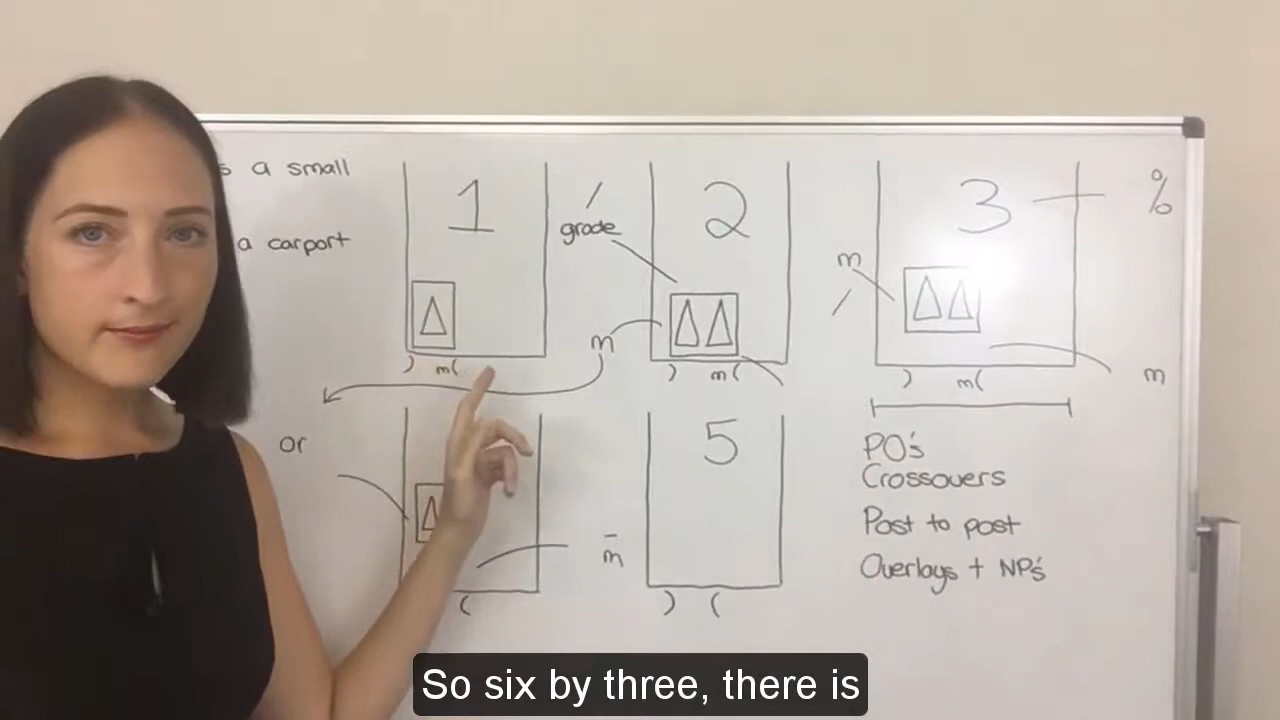 s a small
1
grade
2
3
%
a carport
m
m
m
m(
m(
m(
or
5
PO's
Crossovers
Post to post
Overlays + NP's
m
So six by three, there is